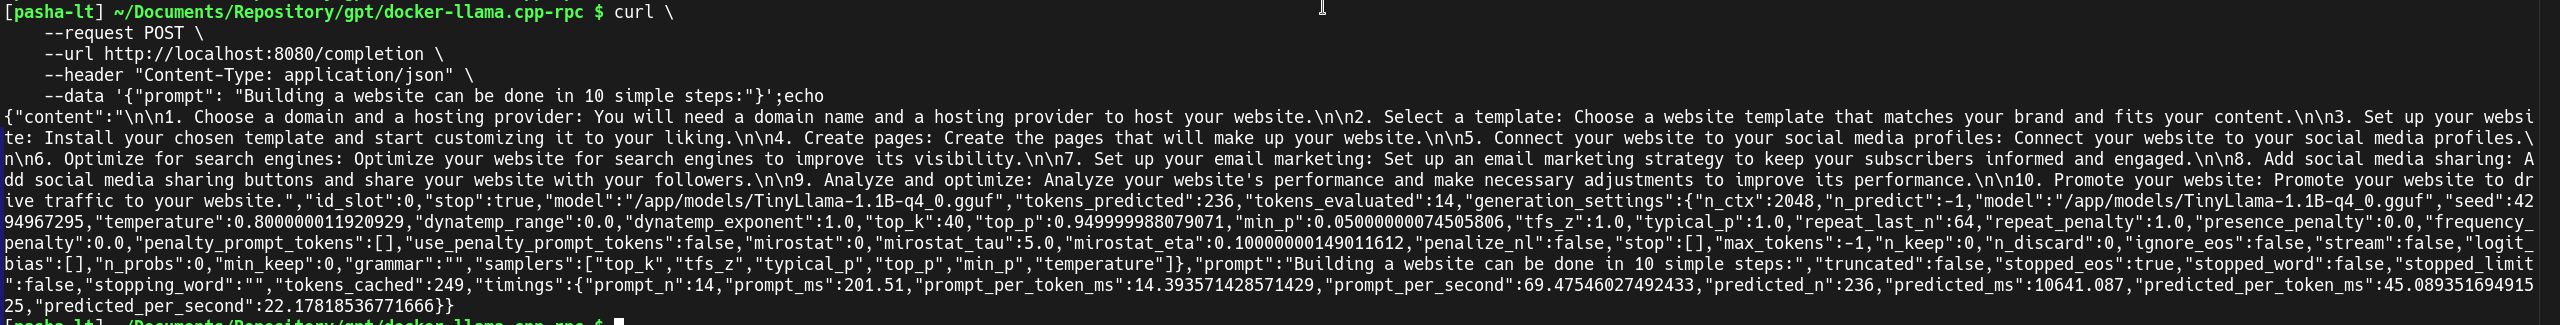 [pasha-lt] ~/Documents/Repository/gpt/docker-llama.cpp-rpc $ curl \
    --request POST \
    --url http://localhost:8080/completion \
    --header "Content-Type: application/json" \
    --data '{"prompt": "Building a website can be done in 10 simple steps:"}';echo
{"content":"\n\n1. Choose a domain and a hosting provider: You will need a domain name and a hosting provider to host your website.\n\n2. Select a template: Choose a website template that matches your brand and fits your content.\n\n3. Set up your websi
te: Install your chosen template and start customizing it to your liking.\n\n4. Create pages: Create the pages that will make up your website.\n\n5. Connect your website to your social media profiles: Connect your website to your social media profiles.\
n\n6. Optimize for search engines: Optimize your website for search engines to improve its visibility.\n\n7. Set up your email marketing: Set up an email marketing strategy to keep your subscribers informed and engaged.\n\n8. Add social media sharing: A
dd social media sharing buttons and share your website with your followers.\n\n9. Analyze and optimize: Analyze your website's performance and make necessary adjustments to improve its performance.\n\n10. Promote your website: Promote your website to dr
ive traffic to your website.","id_slot":0,"stop":true,"model":"/app/models/TinyLlama-1.1B-q4_0.gguf","tokens_predicted":236,"tokens_evaluated":14,"generation_settings":{"n_ctx":2048,"n_predict":-1,"model":"/app/models/TinyLlama-1.1B-q4_0.gguf","seed":42
94967295,"temperature":0.800000011920929,"dynatemp_range":0.0,"dynatemp_exponent":1.0,"top_k":40,"top_p":0.949999988079071,"min_p":0.05000000074505806,"tfs_z":1.0,"typical_p":1.0,"repeat_last_n":64,"repeat_penalty":1.0,"presence_penalty":0.0,"frequency_
penalty":0.0,"penalty_prompt_tokens":[],"use_penalty_prompt_tokens":false,"mirostat":0,"mirostat_tau":5.0,"mirostat_eta":0.10000000149011612,"penalize_nl":false,"stop":[],"max_tokens":-1,"n_keep":0,"n_discard":0,"ignore_eos":false,"stream":false,"logit_
bias":[],"n_probs":0,"min_keep":0,"grammar":"","samplers":["top_k","tfs_z","typical_p","top_p","min_p","temperature"]},"prompt":"Building a website can be done in 10 simple steps:","truncated":false,"stopped_eos":true,"stopped_word":false,"stopped_limit
":false,"stopping_word":"","tokens_cached":249,"timings":{"prompt_n":14,"prompt_ms":201.51,"prompt_per_token_ms":14.393571428571429,"prompt_per_second":69.47546027492433,"predicted_n":236,"predicted_ms":10641.087,"predicted_per_token_ms":45.089351694915
25,"predicted_per_second":22.17818536771666}}
[pasha-lt] ~/Documents/Repository/gpt/docker-llama.cpp-rpc $